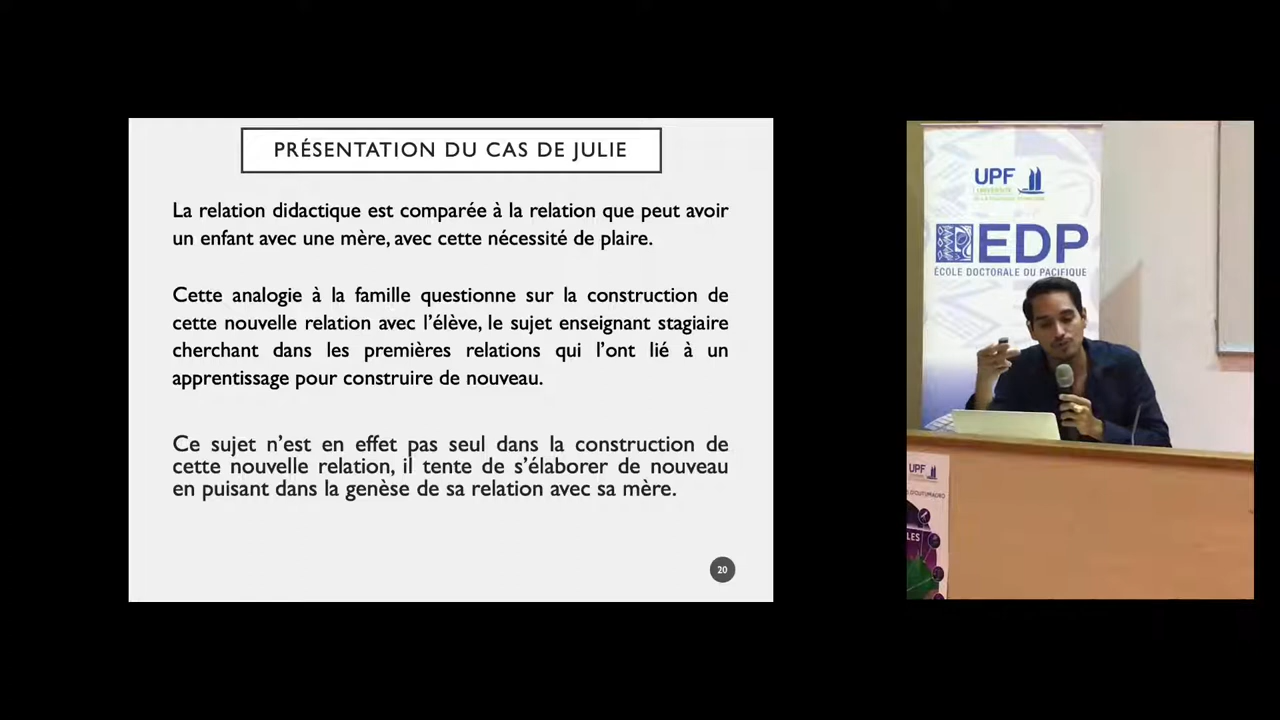 PRÉSENTATION DU CAS DE JULIE
La relation didactique est comparée à la relation que peut avoir
un enfant avec une mère, avec cette nécessité de plaire.
Cette analogie à la famille questionne sur la construction de
cette nouvelle relation avec l’élève, le sujet enseignant stagiaire
cherchant dans les premières relations qui l’ont lié à un
apprentissage pour construire de nouveau.
Ce sujet n’est en effet pas seul dans la construction de
cette nouvelle relation, il tente de s’élaborer de nouveau
en puisant dans la genèse de sa relation avec sa mère.
20
UPF
EDP
ÉCOLE DOCTORALE DU PACIFIQUE
UPF
D'OUTUMAORO
LES